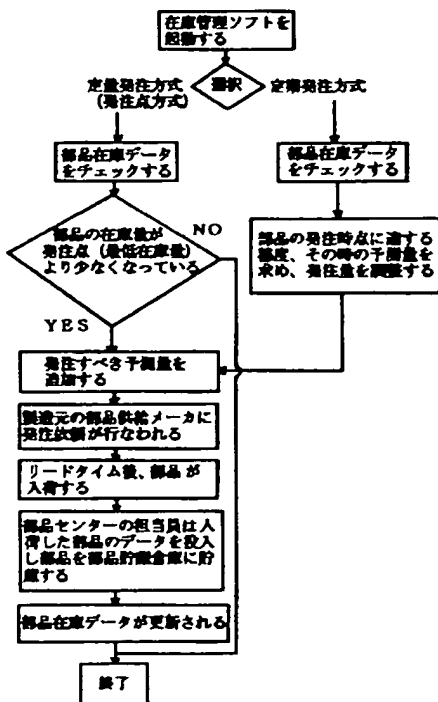 在庫管理ソフトを
起動する
選択
定量発注方式
(発注点方式)
定期発注方式
部品在庫データ
をチェックする
部品在庫データ
をチェックする
部品の在庫量が
発注点(最低在庫量)
より少なくなっている
NO
YES
部品の発注時点に達する
都度、その時の予測量を
求め、発注量を調整する
発注すべき予測量を
追加する
製造元の部品供給メーカに
発注依頼が行なわれる
リードタイム後、部品が
入荷する
部品センターの担当員は入
荷した部品のデータを投入
し部品を部品貯蔵倉庫に貯
蔵する
部品在庫データが更新される
終了